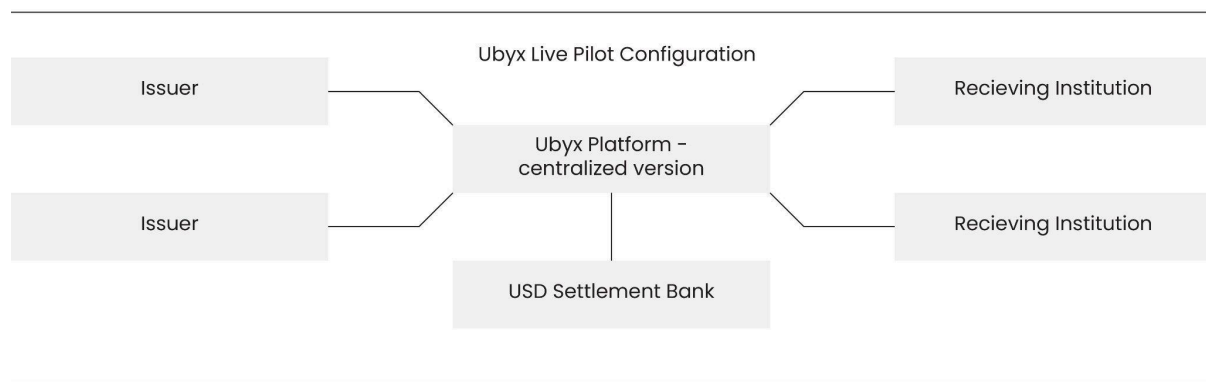 Ubyx Live Pilot Configuration
Issuer
Recieving Institution
Ubyx Platform -
centralized version
Issuer
Recieving Institution
USD Settlement Bank